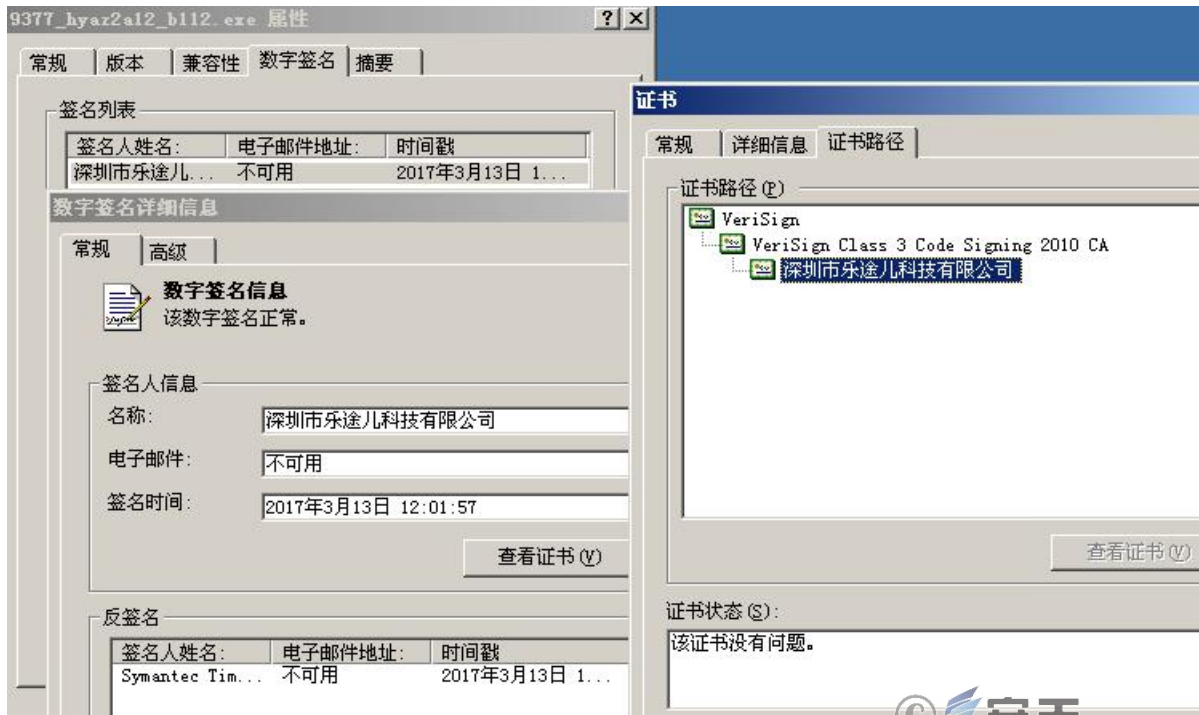 9377_hyaz2a12_b112.exe 属性
常规 版本 兼容性 数字签名 摘要
签名列表
签名人姓名: 电子邮件地址: 时间戳
深圳市乐途儿... 不可用 2017年3月13日 1...
数字签名详细信息
常规 高级
数字签名信息
该数字签名正常。
签名人信息
名称: 深圳市乐途儿科技有限公司
电子邮件: 不可用
签名时间: 2017年3月13日 12:01:57
查看证书(V)
反签名
签名人姓名: 电子邮件地址: 时间戳
Symantec Tim... 不可用 2017年3月13日 1...
证书
常规 详细信息 证书路径
证书路径(P)
VeriSign
VeriSign Class 3 Code Signing 2010 CA
深圳市乐途儿科技有限公司
查看证书(V)
证书状态(S):
该证书没有问题。
© 安天